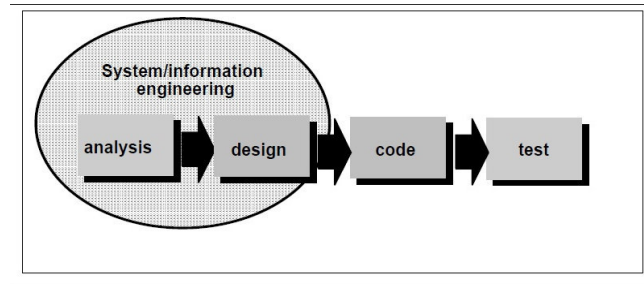 System/information
engineering
analysis
design
code
test